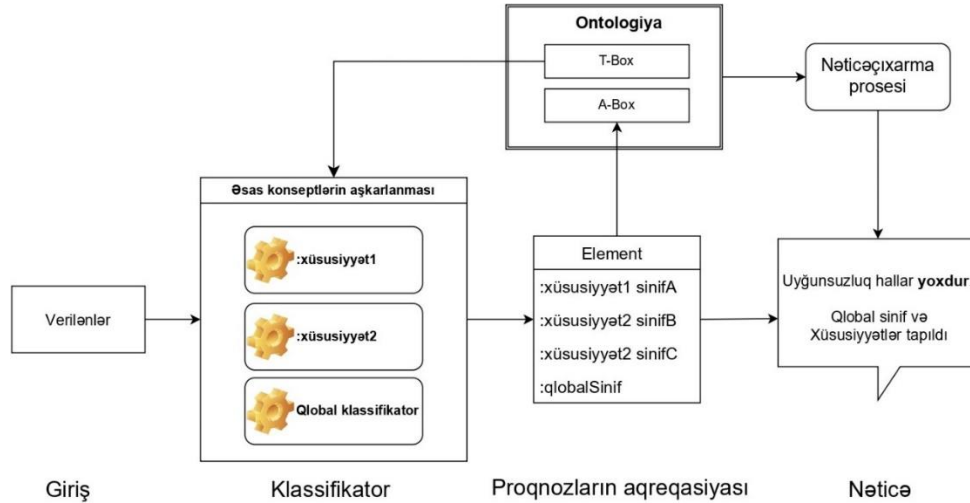 Ontologiya
T-Box
A-Box
Nəticəçıxarma
prosesi
Əsas konseptlərin aşkarlanması
:xüsusiyyət1
:xüsusiyyət2
Qlobal klassifikator
Verilənlər
Element
:xüsusiyyət1 sinifA
:xüsusiyyət2 sinifB
:xüsusiyyət2 sinifC
:qlobalSinif
Uyğunsuzluq hallar yoxdur
Qlobal sinif və
Xüsusiyyətlər tapıldı
Giriş
Klassifikator
Proqnozların aqreqasiyası
Nəticə